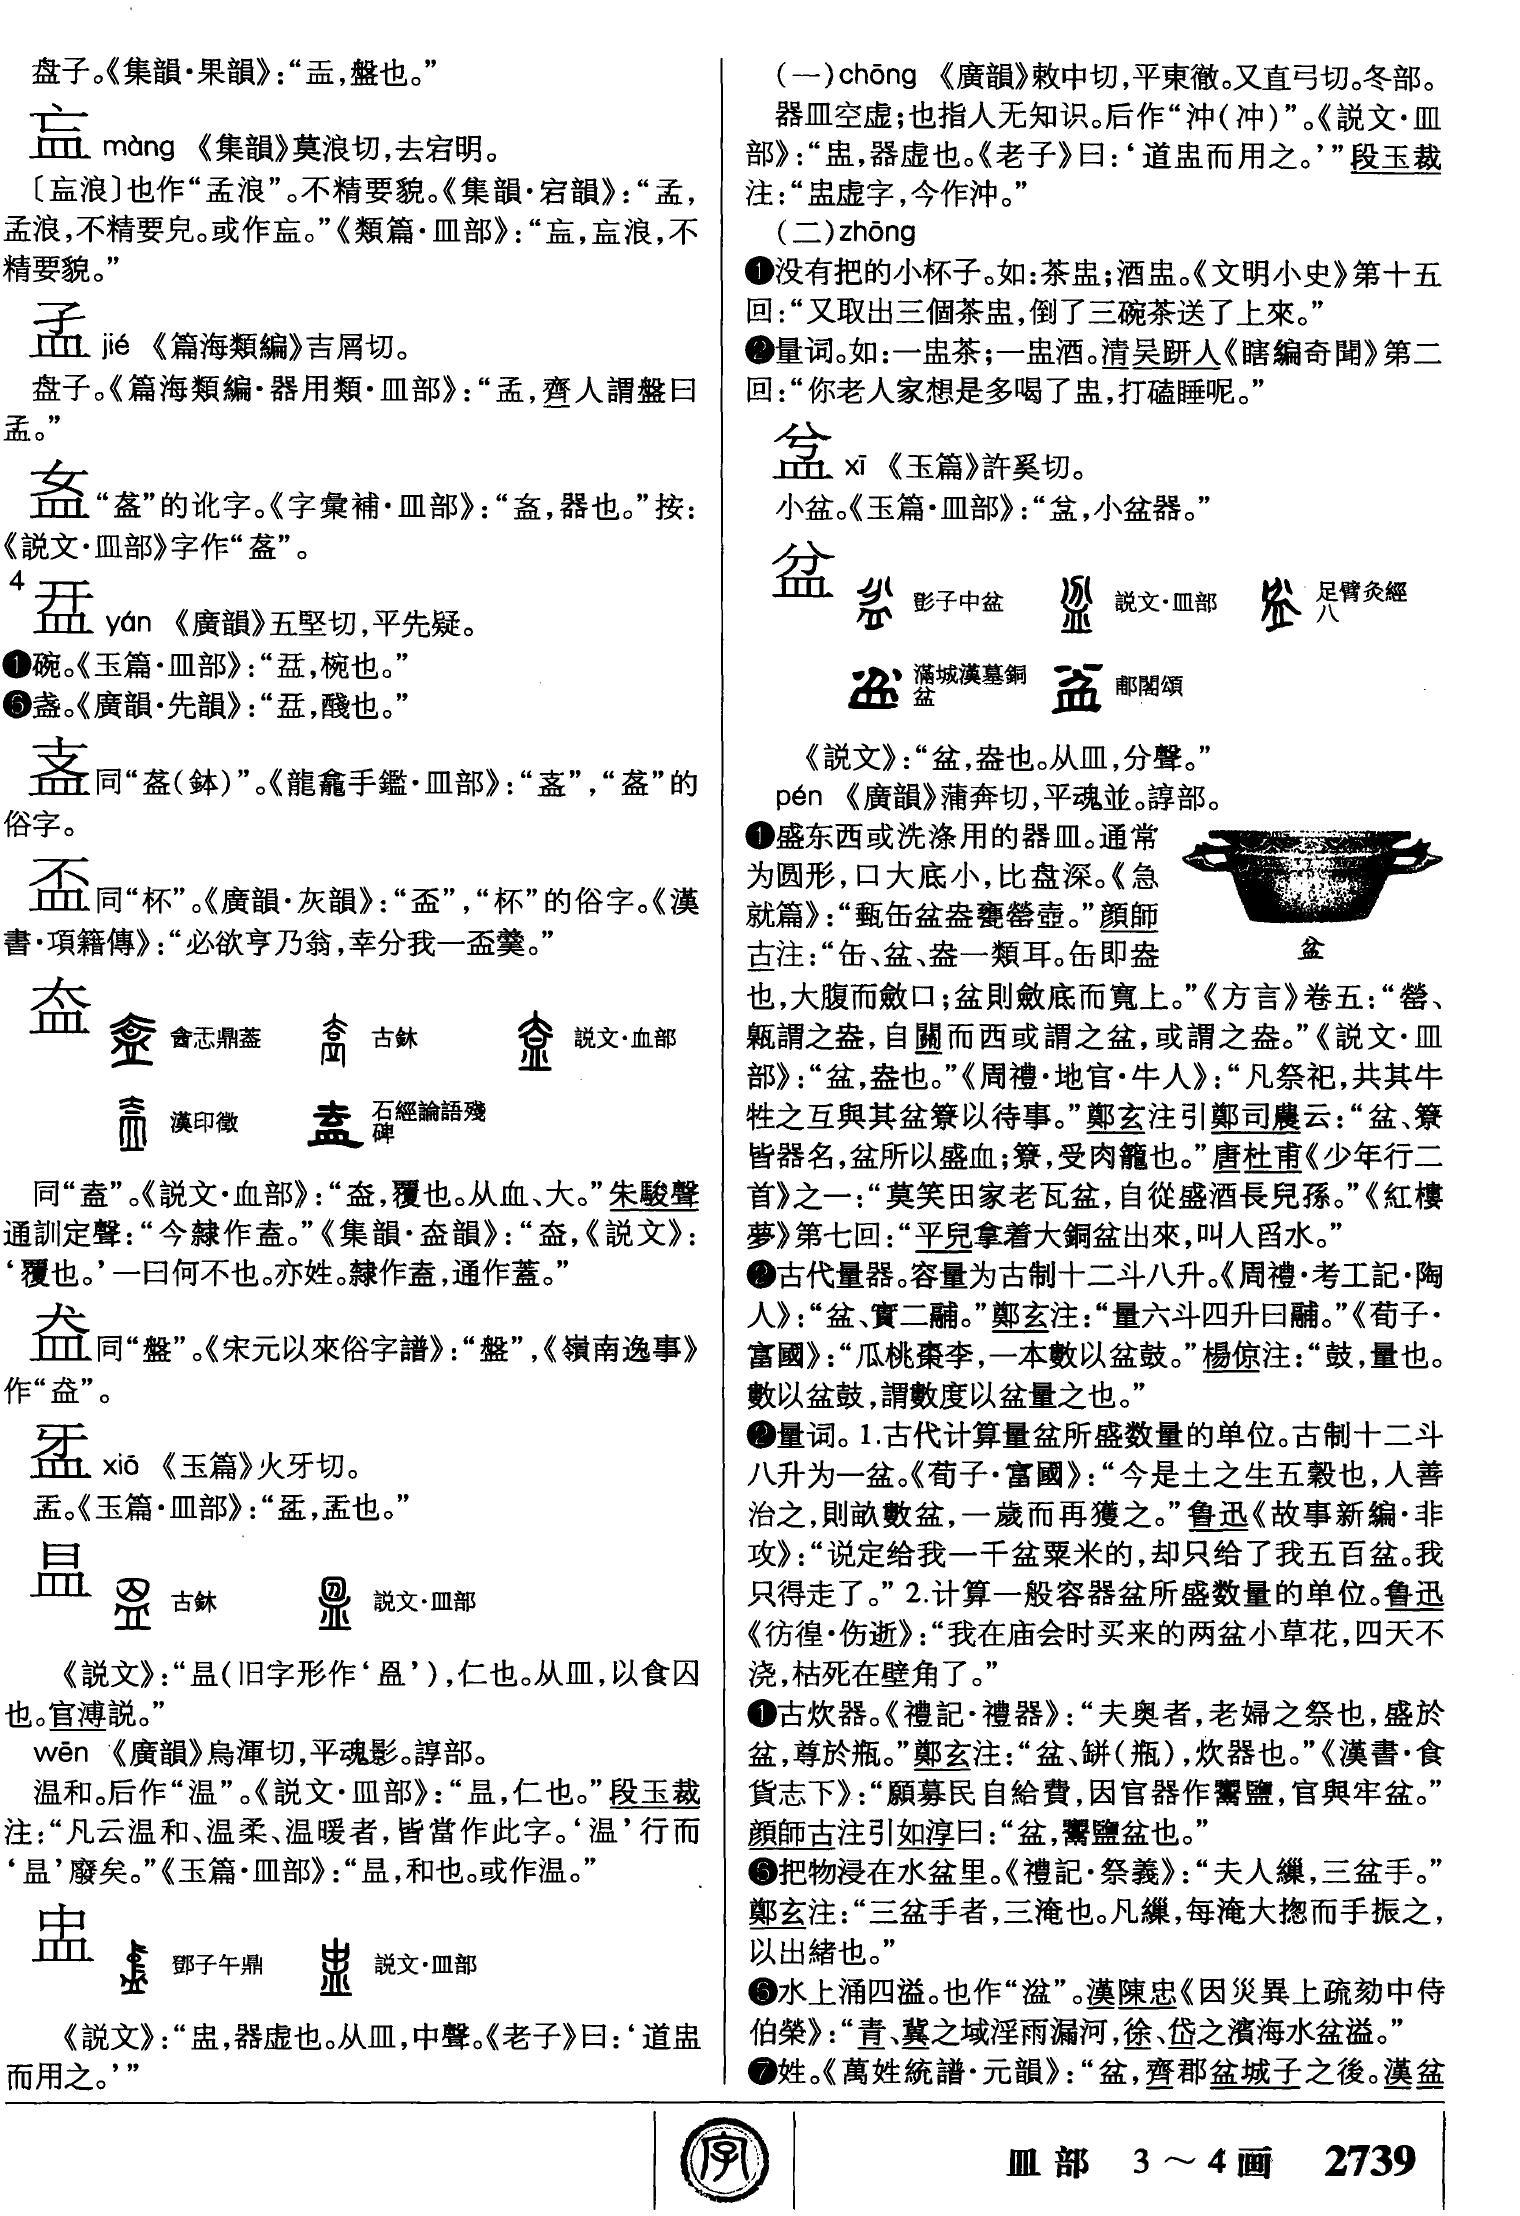 盘子。《集韻·果韻》：“𥁄，盤也。”
𥁃 màng 《集韻》莫浪切，去宕明。
〔𥁃浪〕也作“孟浪”。不精要貌。《集韻·宕韻》：“孟，
孟浪，不精要皃。或作𥁃。”《類篇·皿部》：“𥁃，𥁃浪，不
精要貌。”
jié 《篇海類編》吉屑切。
盘子。《篇海類編·器用類·皿部》：“孟，齊人謂盤曰
孟。”
“盋”的讹字。《字彙補·皿部》：“，器也。”按：
《説文·皿部》字作“盋”。
4
yán 《廣韻》五堅切，平先疑。
❶碗。《玉篇·皿部》：“，椀也。”
❻盏。《廣韻·先韻》：“，醆也。”
同“盋（鉢）”。《龍龕手鑑·皿部》：“”，“盋”的
俗字。
盃同“杯”。《廣韻·灰韻》：“盃”，“杯”的俗字。《漢
書·項籍傳》：“必欲亨乃翁，幸分我一盃羹。”
盇 鼎蓋 古鉨 説文·血部
漢印徵 石經論語殘
碑
同“盍”。《説文·血部》：“盇，覆也。从血、大。”朱駿聲
通訓定聲：“今隸作盍。”《集韻·盇韻》：“盇，《説文》：
‘覆也。’一曰何不也。亦姓。隸作盍，通作蓋。”
同“盤”。《宋元以來俗字譜》：“盤”，《嶺南逸事》
作“”。
xiā 《玉篇》火牙切。
盓。《玉篇·皿部》：“，盓也。”
昷 古鉨 説文·皿部
《説文》：“昷（旧字形作‘𥁕’），仁也。从皿，以食囚
也。官溥説。”
wēn 《廣韻》烏渾切，平魂影。諄部。
温和。后作“温”。《説文·皿部》：“昷，仁也。”段玉裁
注：“凡云温和、温柔、温暖者，皆當作此字。‘温’行而
‘昷’廢矣。”《玉篇·皿部》：“昷，和也。或作温。”
盅 鄧子午鼎 説文·皿部
《説文》：“盅，器虚也。从皿，中聲。《老子》曰：‘道盅
而用之。’”
（一）chōng 《廣韻》敕中切，平東徹。又直弓切。冬部。
器皿空虚；也指人无知识。后作“沖（冲）”。《説文·皿
部》：“盅，器虚也。《老子》曰：‘道盅而用之。’”段玉裁
注：“盅虚字，今作沖。”
（二）zhōng
❶没有把的小杯子。如：茶盅；酒盅。《文明小史》第十五
回：“又取出三個茶盅，倒了三碗茶送了上來。”
❷量词。如：一盅茶；一盅酒。清吴趼人《瞎編奇聞》第二
回：“你老人家想是多喝了盅，打磕睡呢。”
xī 《玉篇》許奚切。
小盆。《玉篇·皿部》：“，小盆器。”
盆 子中盆 説文·皿部 足臂灸經
八
滿城漢墓銅
盆 郙閣頌
《説文》：“盆，盎也。从皿，分聲。”
pén 《廣韻》蒲奔切，平魂並。諄部。
❶盛东西或洗涤用的器皿。通常
为圆形，口大底小，比盘深。《急
就篇》：“甄缶盆盎甕罃壺。”顔師
古注：“缶、盆、盎一類耳。缶即盎
盆
也，大腹而斂口；盆則斂底而寬上。”《方言》卷五：“罃、
甈謂之盎，自關而西或謂之盆，或謂之盎。”《説文·皿
部》：“盆，盎也。”《周禮·地官·牛人》：“凡祭祀，共其牛
牲之互與其盆簝以待事。”鄭玄注引鄭司農云：“盆、簝
皆器名，盆所以盛血；簝，受肉籠也。”唐杜甫《少年行二
首》之一：“莫笑田家老瓦盆，自從盛酒長兒孫。”《紅樓
夢》第七回：“平兒拿着大銅盆出來，叫人舀水。”
❷古代量器。容量为古制十二斗八升。《周禮·考工記·陶
人》：“盆、實二鬴。”鄭玄注：“量六斗四升曰鬴。”《荀子·
富國》：“瓜桃棗李，一本數以盆鼓。”楊倞注：“鼓，量也。
數以盆鼓，謂數度以盆量之也。”
❷量词。1.古代计算量盆所盛数量的单位。古制十二斗
八升为一盆。《荀子·富國》：“今是土之生五穀也，人善
治之，則畝數盆，一歲而再獲之。”鲁迅《故事新编·非
攻》：“说定给我一千盆粟米的，却只给了我五百盆。我
只得走了。”2.计算一般容器盆所盛数量的单位。鲁迅
《彷徨·伤逝》：“我在庙会时买来的两盆小草花，四天不
浇，枯死在壁角了。”
❶古炊器。《禮記·禮器》：“夫奥者，老婦之祭也，盛於
盆，尊於瓶。”鄭玄注：“盆、缾（瓶），炊器也。”《漢書·食
貨志下》：“願募民自給費，因官器作鬻鹽，官與牢盆。”
顔師古注引如淳曰：“盆，鬻鹽盆也。”
❺把物浸在水盆里。《禮記·祭義》：“夫人繅，三盆手。”
鄭玄注：“三盆手者，三淹也。凡繅，每淹大揔而手振之，
以出緒也。”
❻水上涌四溢。也作“湓”。漢陳忠《因災異上疏劾中侍
伯榮》：“青、冀之域淫雨漏河，徐、岱之濱海水盆溢。”
❼姓。《萬姓統譜·元韻》：“盆，齊郡盆城子之後。漢盆
字
皿部 3～4画 2739